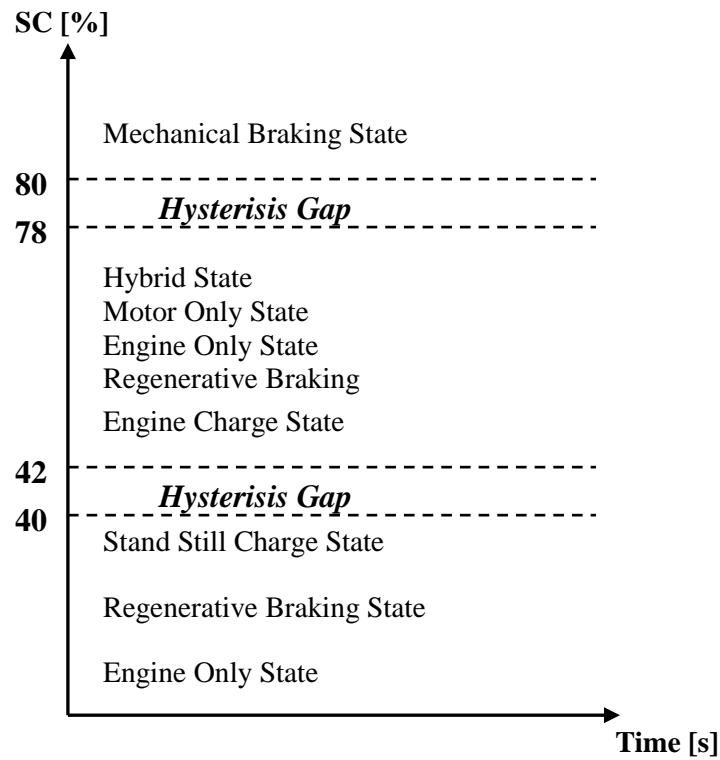 SC [%]
Mechanical Braking State
80
Hysterisis Gap
78
Hybrid State
Motor Only State
Engine Only State
Regenerative Braking
Engine Charge State
42
Hysterisis Gap
40
Stand Still Charge State
Regenerative Braking State
Engine Only State
Time [s]